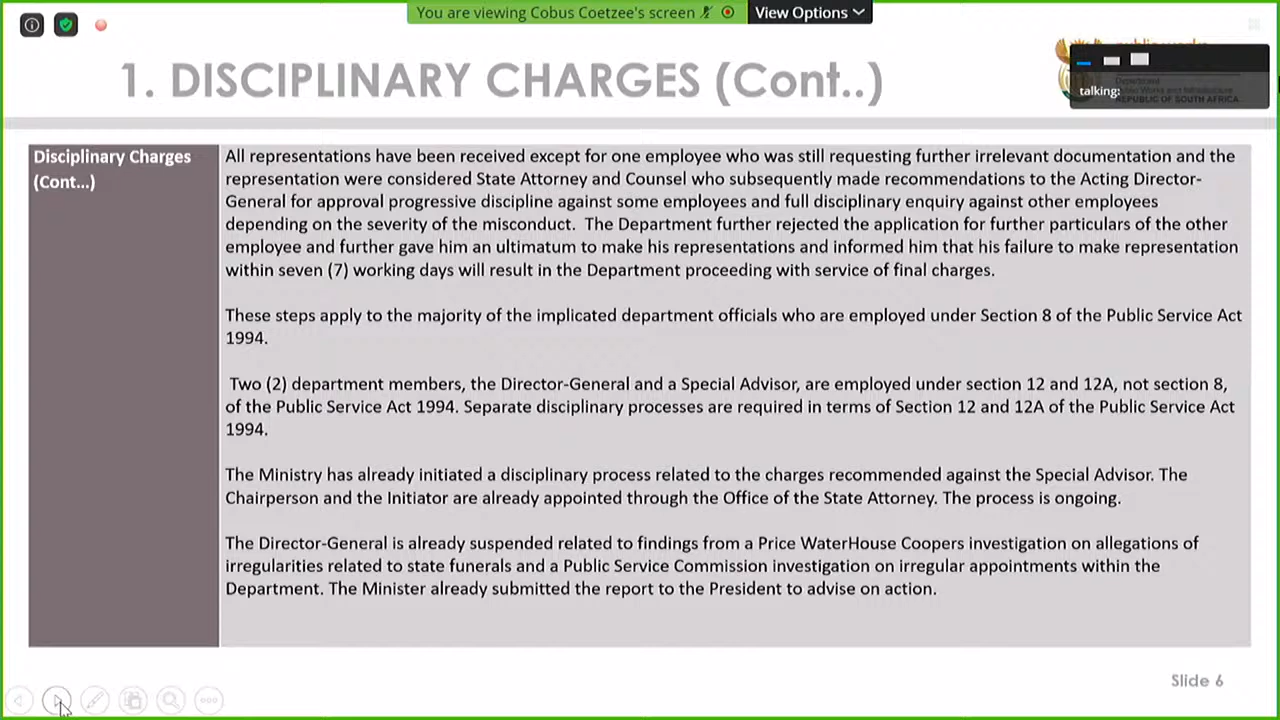 You are viewing Cobus Coetzee's screen
View Options
1. DISCIPLINARY CHARGES (Cont..)
talking:
Department
REPUBLIC OF SOUTH AFRICA
Disciplinary Charges
(Cont...)
All representations have been received except for one employee who was still requesting further irrelevant documentation and the
representation were considered State Attorney and Counsel who subsequently made recommendations to the Acting Director-
General for approval progressive discipline against some employees and full disciplinary enquiry against other employees
depending on the severity of the misconduct.  The Department further rejected the application for further particulars of the other
employee and further gave him an ultimatum to make his representations and informed him that his failure to make representation
within seven (7) working days will result in the Department proceeding with service of final charges.
These steps apply to the majority of the implicated department officials who are employed under Section 8 of the Public Service Act
1994.
Two (2) department members, the Director-General and a Special Advisor, are employed under section 12 and 12A, not section 8,
of the Public Service Act 1994. Separate disciplinary processes are required in terms of Section 12 and 12A of the Public Service Act
1994.
The Ministry has already initiated a disciplinary process related to the charges recommended against the Special Advisor. The
Chairperson and the Initiator are already appointed through the Office of the State Attorney. The process is ongoing.
The Director-General is already suspended related to findings from a Price WaterHouse Coopers investigation on allegations of
irregularities related to state funerals and a Public Service Commission investigation on irregular appointments within the
Department. The Minister already submitted the report to the President to advise on action.
Slide 6